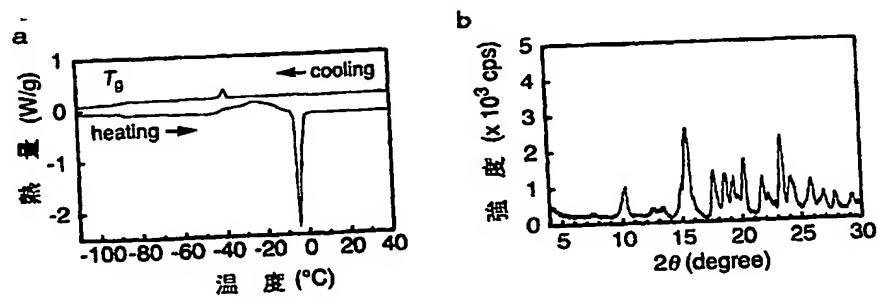 a
1
0
-1
-2
熱 量 (W/g)
Tg
cooling
heating
-100 -80 -60 -40 -20 0 20 40
温 度 (°C)
b
5
4
3
2
1
0
強 度 (x 10³ cps)
5 10 15 20 25 30
2θ (degree)